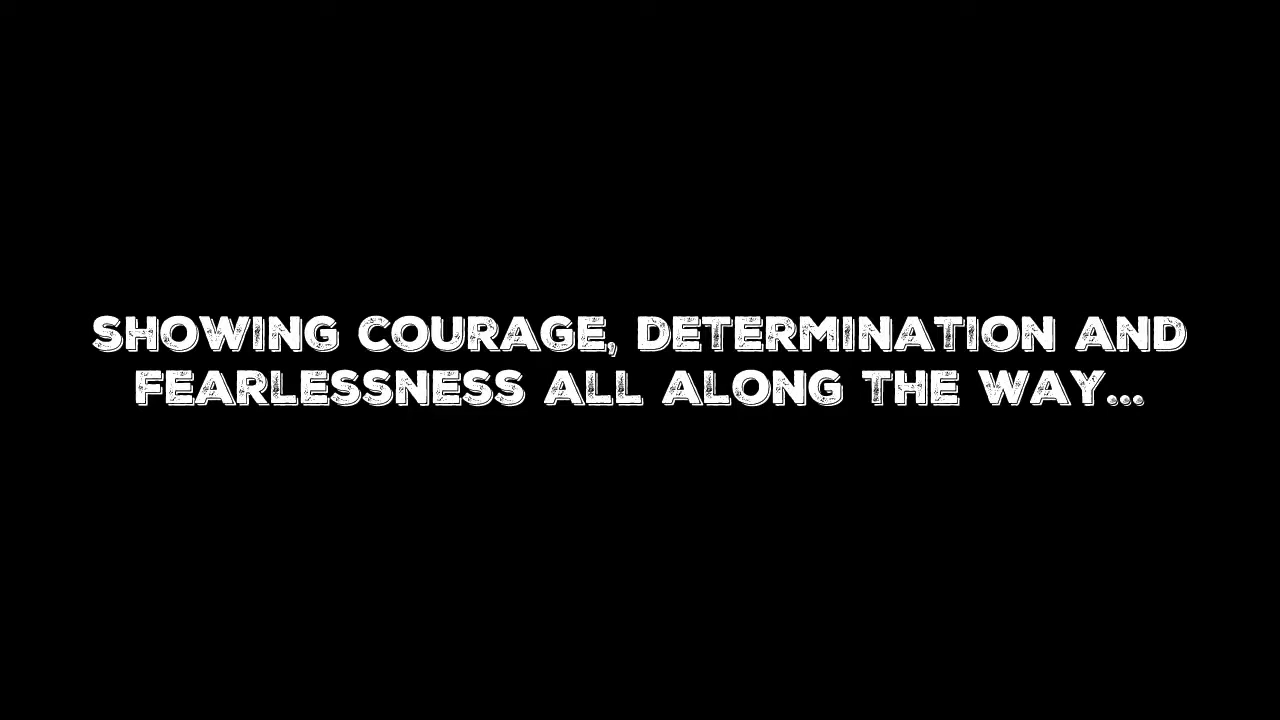 SHOWING COURAGE, DETERMINATION AND
FEARLESSNESS ALL ALONG THE WAY...